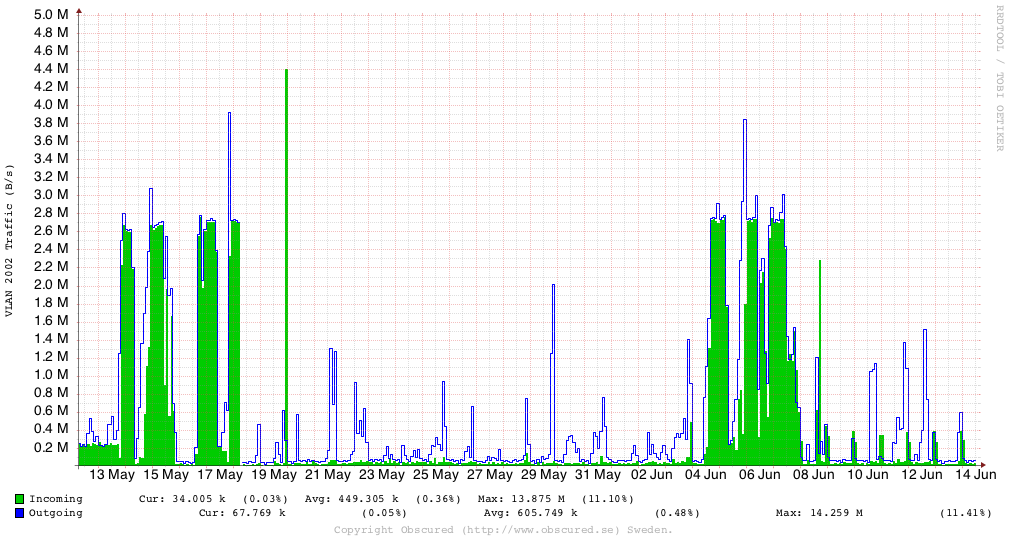 RRDTOOL / TOBI OETIKER
VLAN 2002 Traffic (B/s)
5.0 M
4.8 M
4.6 M
4.4 M
4.2 M
4.0 M
3.8 M
3.6 M
3.4 M
3.2 M
3.0 M
2.8 M
2.6 M
2.4 M
2.2 M
2.0 M
1.8 M
1.6 M
1.4 M
1.2 M
1.0 M
0.8 M
0.6 M
0.4 M
0.2 M
13 May 15 May 17 May 19 May 21 May 23 May 25 May 27 May 29 May 31 May 02 Jun 04 Jun 06 Jun 08 Jun 10 Jun 12 Jun 14 Jun
Incoming Cur: 34.005 k (0.03%) Avg: 449.305 k (0.36%) Max: 13.875 M (11.10%)
Outgoing Cur: 67.769 k (0.05%) Avg: 605.749 k (0.48%) Max: 14.259 M (11.41%)
Copyright Obscured (http://www.obscured.se) Sweden.